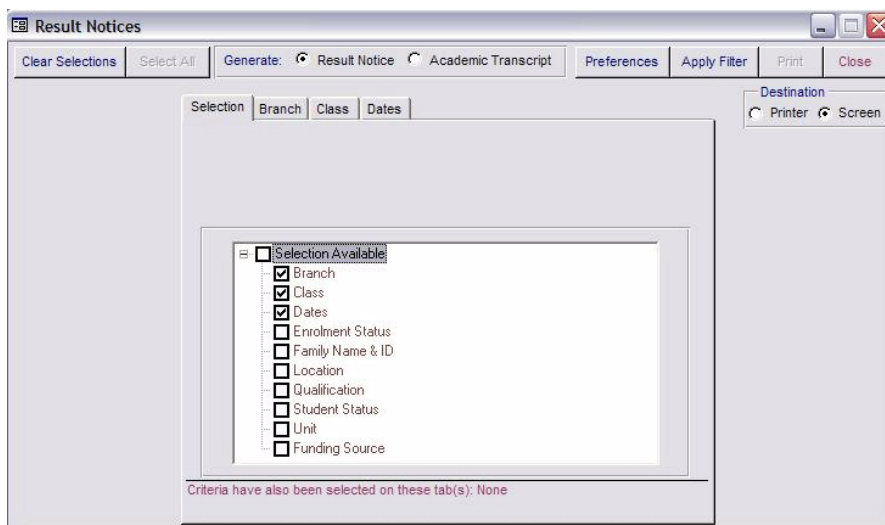 Result Notices
Clear Selections Select All Generate: Result Notice Academic Transcript Preferences Apply Filter Print Close
Destination
Printer Screen
Selection Branch Class Dates
Selection Available
Branch
Class
Dates
Enrolment Status
Family Name & ID
Location
Qualification
Student Status
Unit
Funding Source
Criteria have also been selected on these tab(s): None